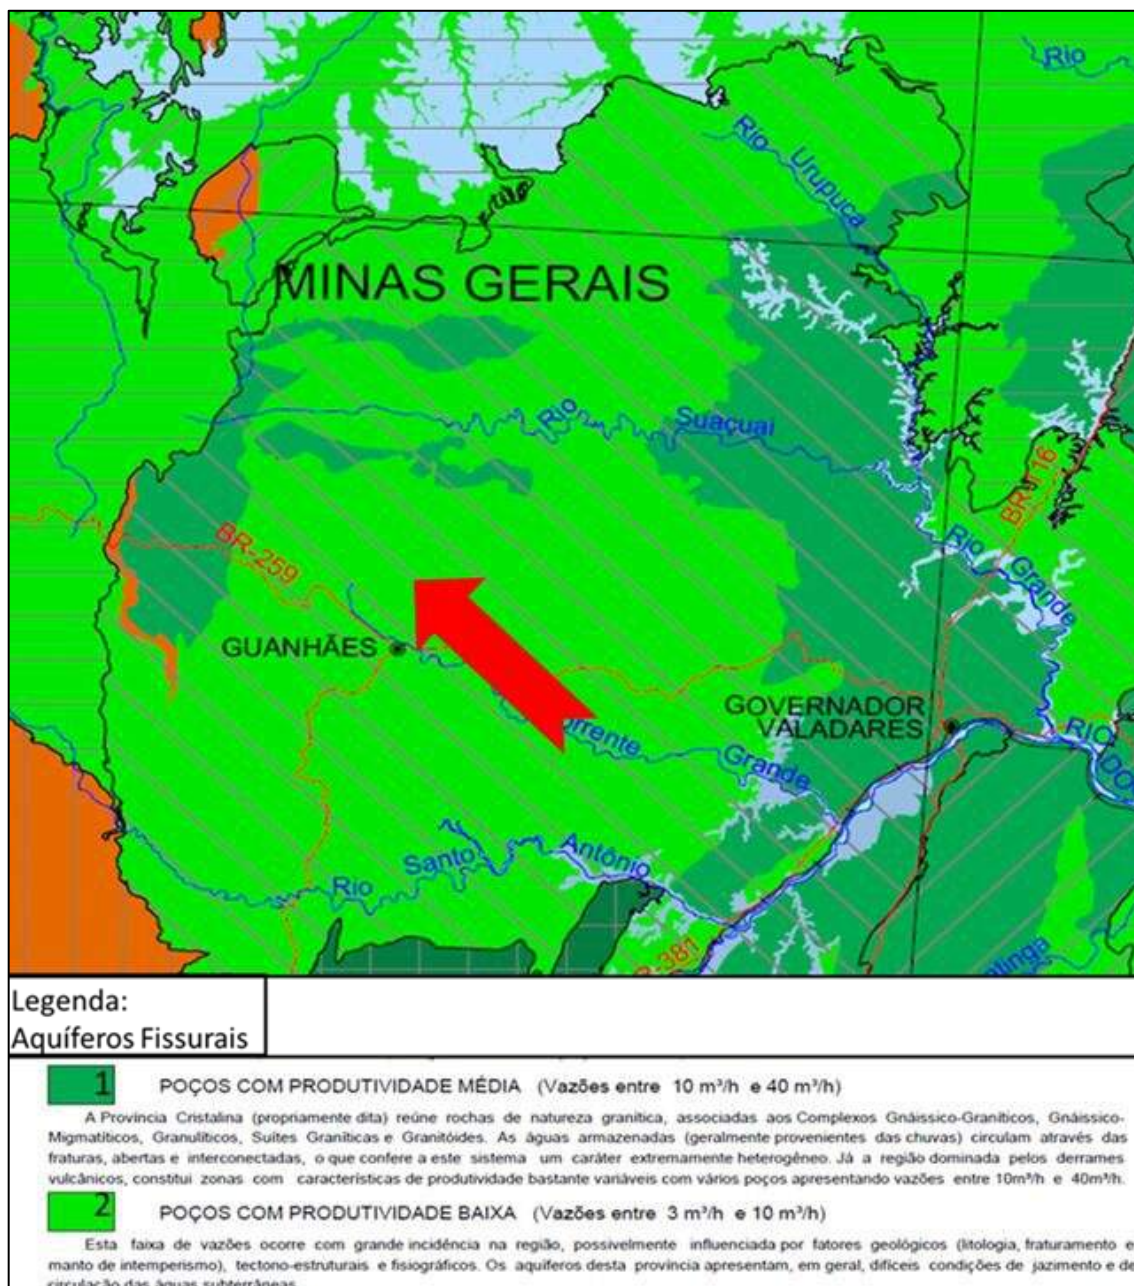 Rio
Rio
Urupuca
MINAS GERAIS
Rio
Suaçuai
BR-116
BR-259
Rio
Grande
GUANHÃES
GOVERNADOR
VALADARES
RIO
Grande
Santo
Antônio
Rio
Legenda:
Aquíferos Fissurais
1 POÇOS COM PRODUTIVIDADE MÉDIA (Vazões entre 10 m³/h e 40 m³/h)
A Província Cristalina (propriamente dita) reúne rochas de natureza granítica, associadas aos Complexos Gnáissico-Graníticos, Gnáissico-
Migmatíticos, Granulíticos, Suítes Graníticas e Granitóides. As águas armazenadas (geralmente provenientes das chuvas) circulam através das
fraturas, abertas e interconectadas, o que confere a este sistema um caráter extremamente heterogêneo. Já a região dominada pelos derrames
vulcânicos, constitui zonas com características de produtividade bastante variáveis com vários poços apresentando vazões entre 10m³/h e 40m³/h.
2 POÇOS COM PRODUTIVIDADE BAIXA (Vazões entre 3 m³/h e 10 m³/h)
Esta faixa de vazões ocorre com grande incidência na região, possivelmente influenciada por fatores geológicos (litologia, fraturamento e
manto de intemperismo), tectono-estruturais e fisiográficos. Os aquíferos desta província apresentam, em geral, difíceis condições de jazimento e de
circulação das águas subterrâneas